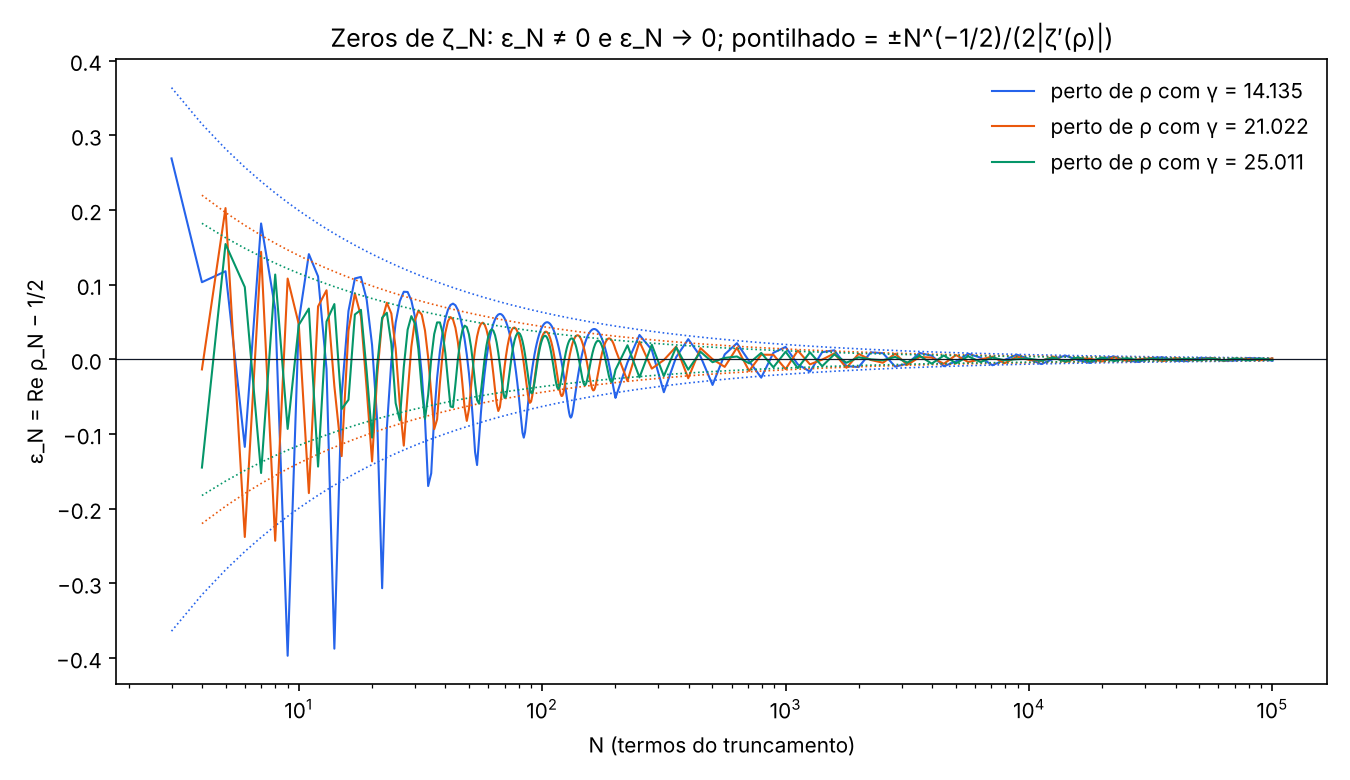 Zeros de ζ_N: ε_N ≠ 0 e ε_N → 0; pontilhado = ±N^(−1/2)/(2|ζ′(ρ)|)
perto de ρ com γ = 14.135
perto de ρ com γ = 21.022
perto de ρ com γ = 25.011
ε_N = Re ρ_N − 1/2
0.4
0.3
0.2
0.1
0.0
−0.1
−0.2
−0.3
−0.4
10¹ 10² 10³ 10⁴ 10⁵
N (termos do truncamento)